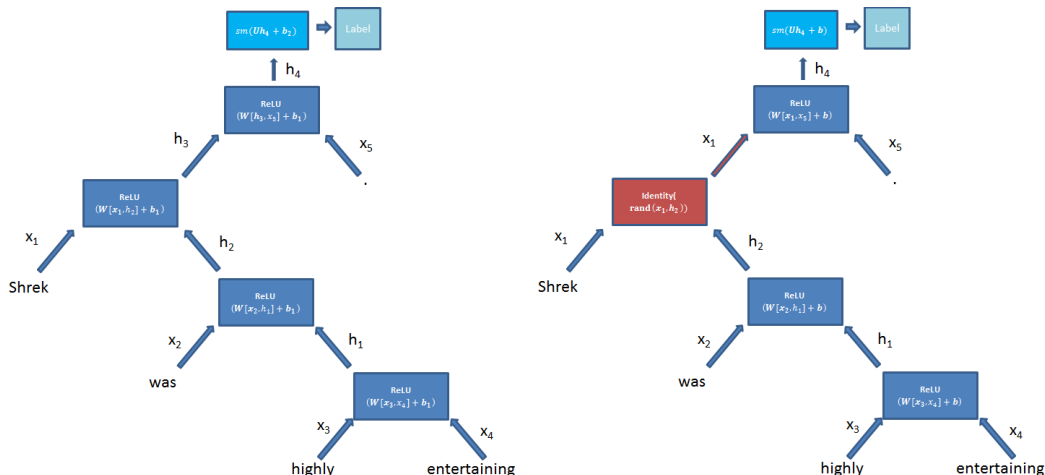 sm(Uh₄ + b₂)
Label
h₄
ReLU
(W[h₃,x₅] + b₁)
h₃
x₅
.
ReLU
(W[x₁,h₂] + b₁)
x₁
h₂
Shrek
ReLU
(W[x₂,h₁] + b₁)
x₂
h₁
was
ReLU
(W[x₃,x₄] + b₁)
x₃
x₄
highly
entertaining
sm(Uh₄ + b)
Label
h₄
ReLU
(W[x₁,x₅] + b)
x₁
x₅
.
Identity(
rand(x₁,h₂))
x₁
h₂
Shrek
ReLU
(W[x₂,h₁] + b)
x₂
h₁
was
ReLU
(W[x₃,x₄] + b)
x₃
x₄
highly
entertaining